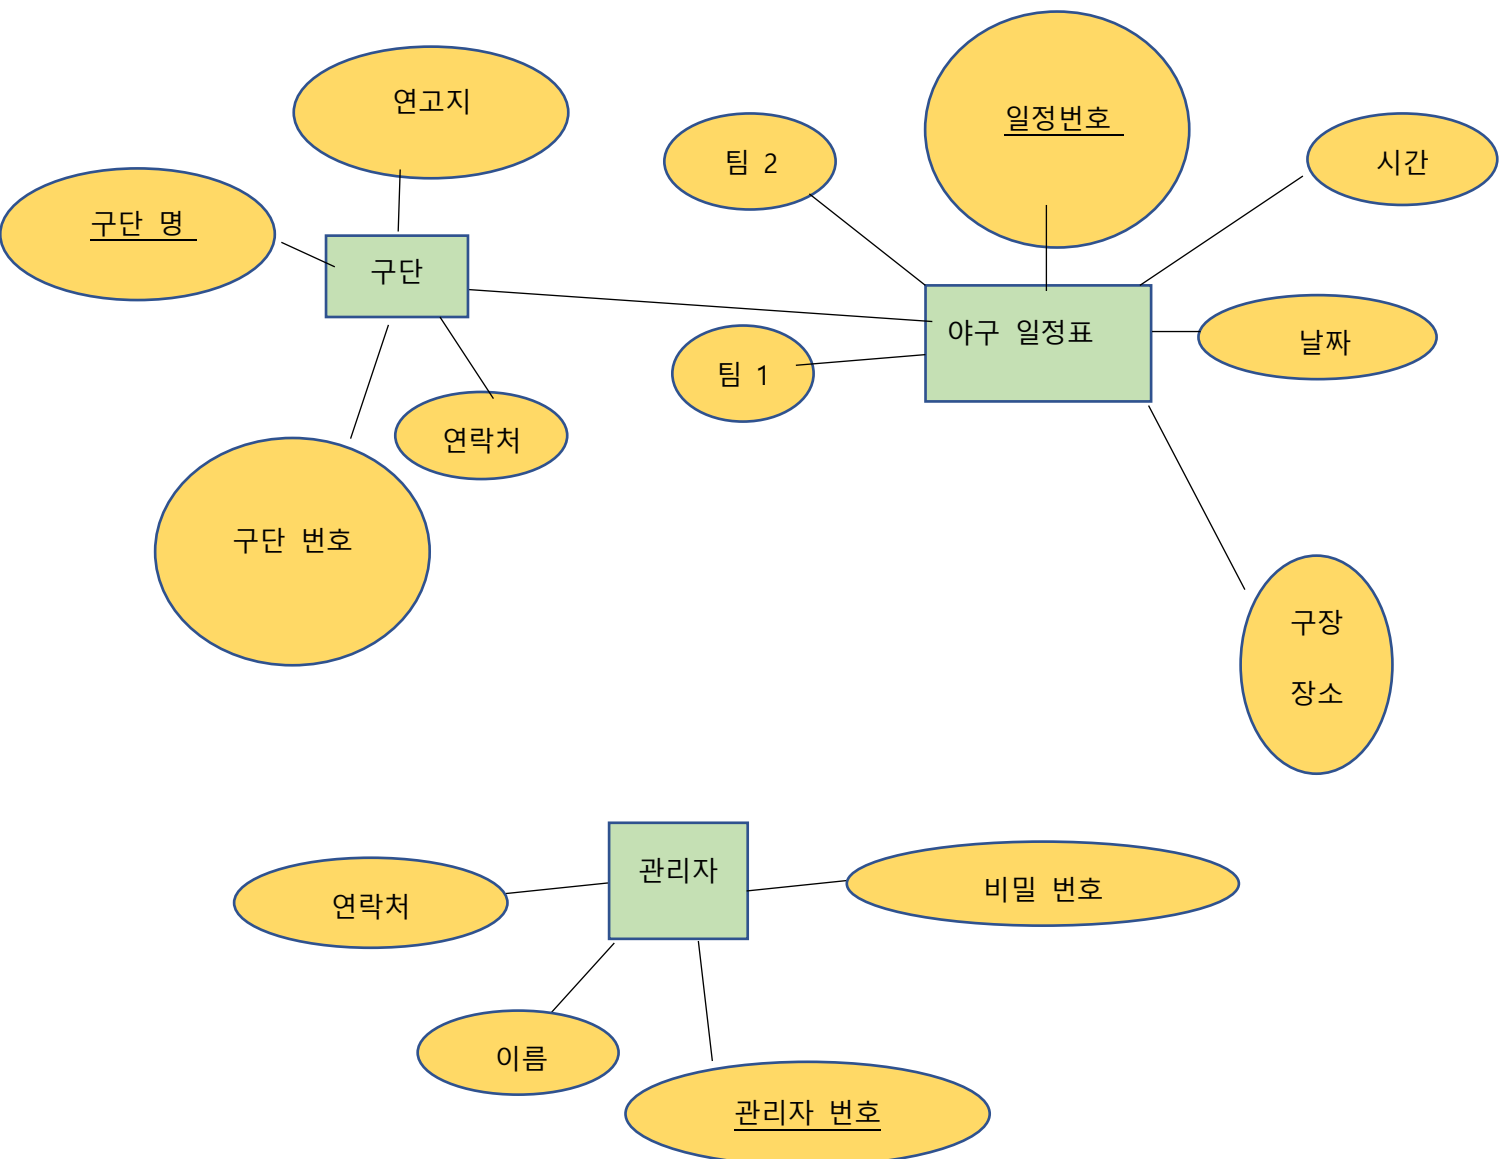 연고지
일정번호
팀 2
시간
구단 명
구단
야구 일정표
날짜
팀 1
연락처
구단 번호
구장
장소
관리자
비밀 번호
연락처
이름
관리자 번호